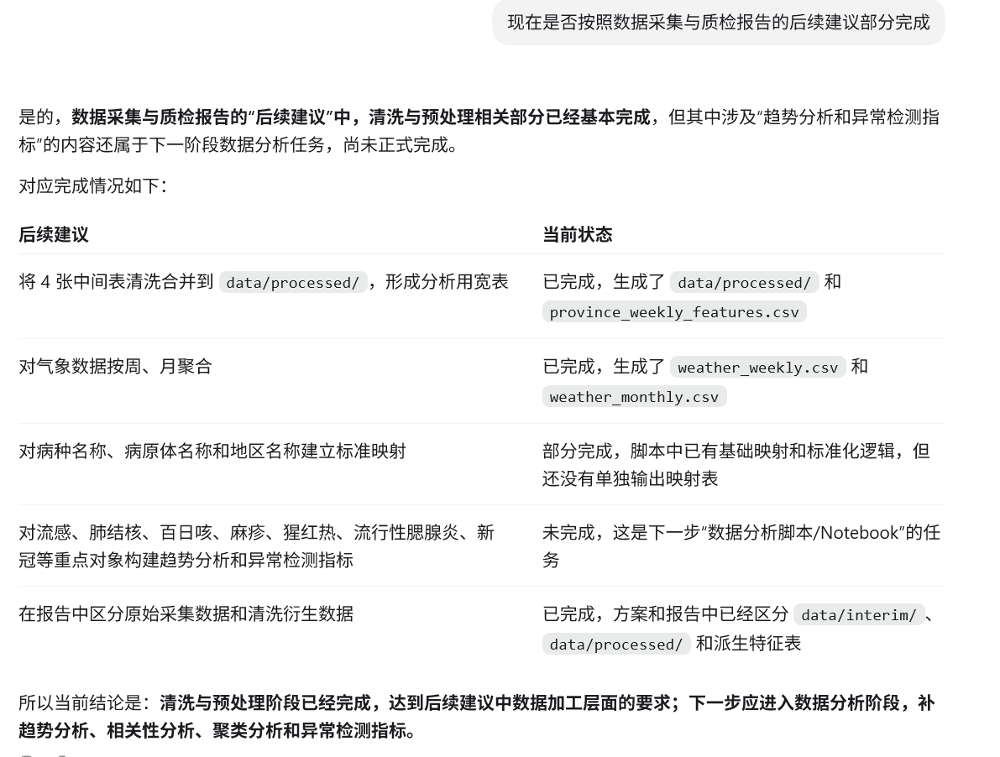 现在是否按照数据采集与质检报告的后续建议部分完成
是的，数据采集与质检报告的“后续建议”中，清洗与预处理相关部分已经基本完成，但其中涉及“趋势分析和异常检测指
标”的内容还属于下一阶段数据分析任务，尚未正式完成。
对应完成情况如下：
后续建议 当前状态
将 4 张中间表清洗合并到 data/processed/ ，形成分析用宽表 已完成，生成了 data/processed/ 和
province_weekly_features.csv
对气象数据按周、月聚合 已完成，生成了 weather_weekly.csv 和
weather_monthly.csv
对病种名称、病原体名称和地区名称建立标准映射 部分完成，脚本中已有基础映射和标准化逻辑，但
还没有单独输出映射表
对流感、肺结核、百日咳、麻疹、猩红热、流行性腮腺炎、新 未完成，这是下一步“数据分析脚本/Notebook”的任
冠等重点对象构建趋势分析和异常检测指标 务
在报告中区分原始采集数据和清洗衍生数据 已完成，方案和报告中已经区分 data/interim/ 、
data/processed/ 和派生特征表
所以当前结论是：清洗与预处理阶段已经完成，达到后续建议中数据加工层面的要求；下一步应进入数据分析阶段，补
趋势分析、相关性分析、聚类分析和异常检测指标。